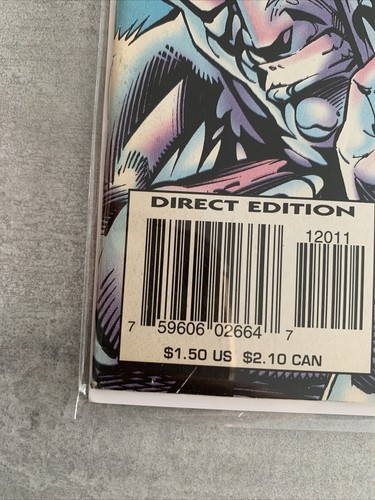 DIRECT EDITION
12011
7 59606 02664 7
$1.50 US $2.10 CAN